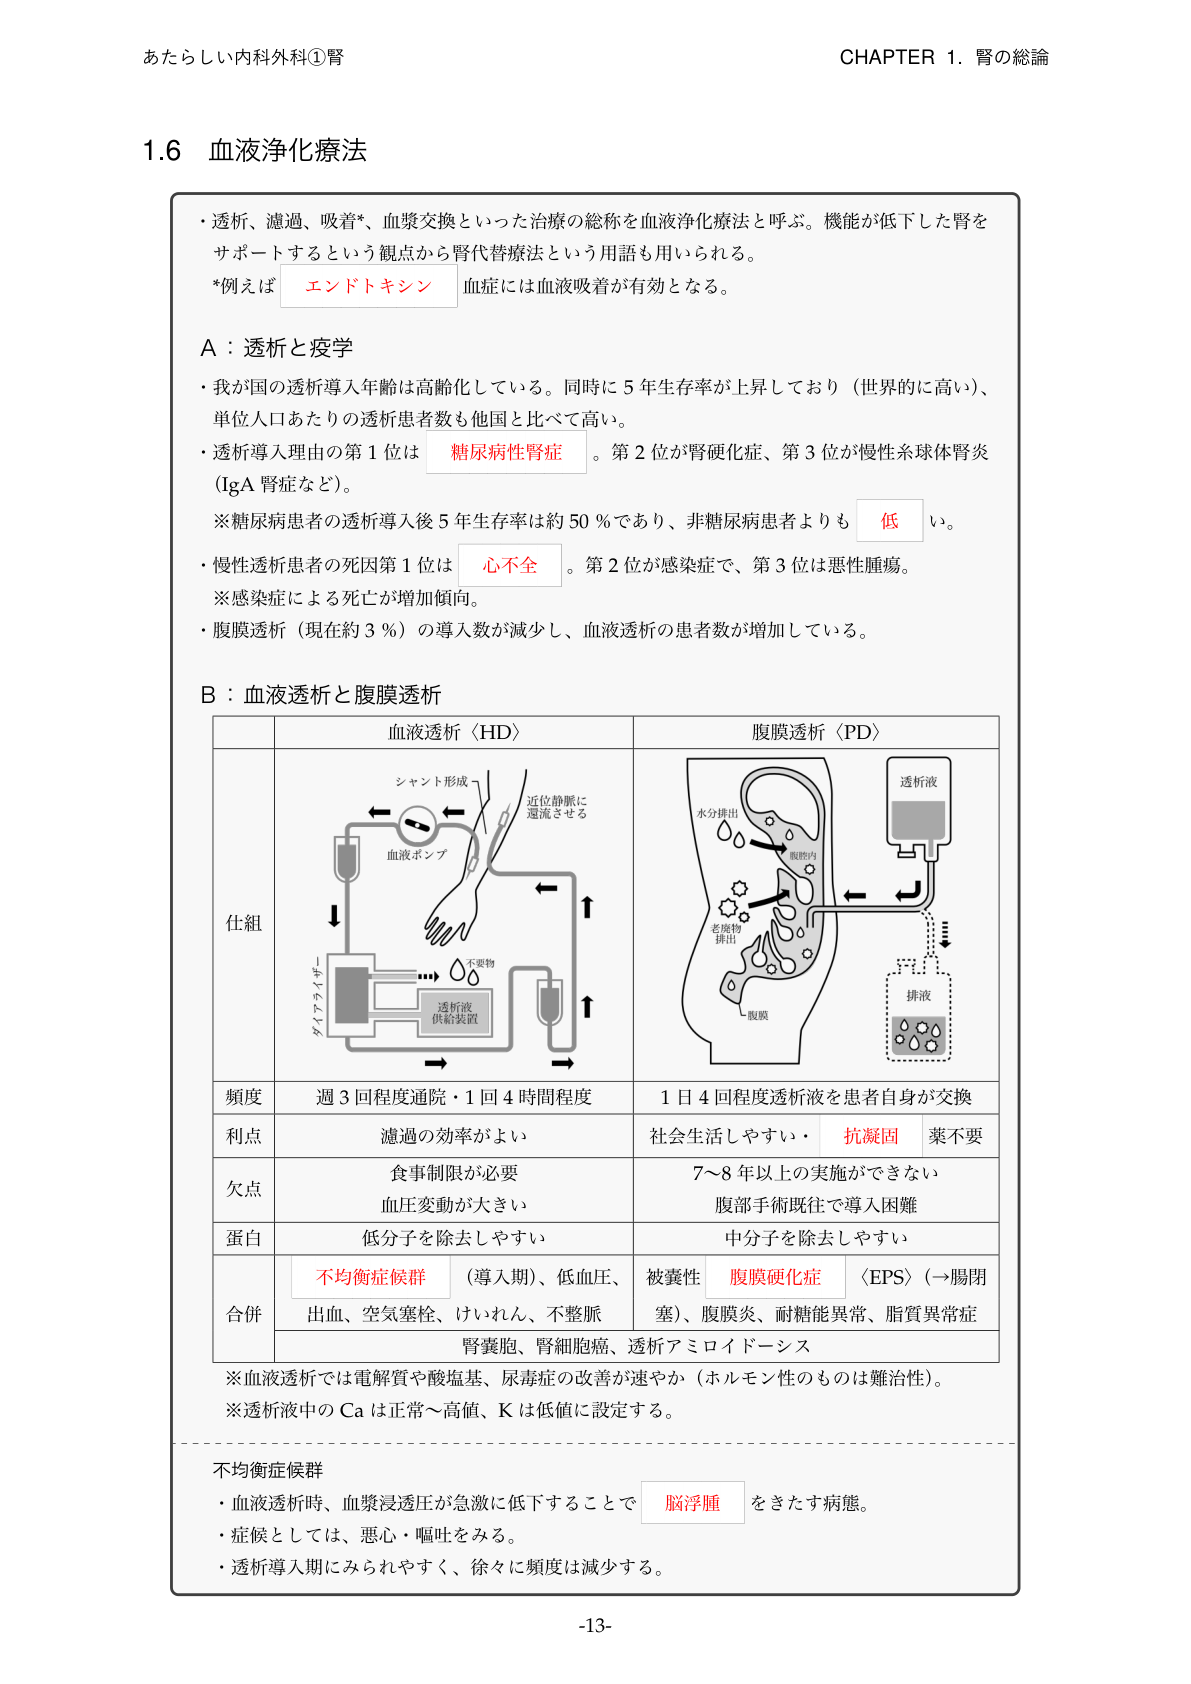 あたらしい内科外科①腎
CHAPTER 1. 腎の総論
1.6 血液浄化療法
・透析、濾過、吸着*、血漿交換といった治療の総称を血液浄化療法と呼ぶ。機能が低下した腎を
サポートするという観点から腎代替療法という用語も用いられる。
*例えば エンドトキシン 血症には血液吸着が有効となる。
A：透析と疫学
・我が国の透析導入年齢は高齢化している。同時に 5 年生存率が上昇しており（世界的に高い）、
単位人口あたりの透析患者数も他国と比べて高い。
・透析導入理由の第 1 位は 糖尿病性腎症 。第 2 位が腎硬化症、第 3 位が慢性糸球体腎炎
（IgA 腎症など）。
※糖尿病患者の透析導入後 5 年生存率は約 50 %であり、非糖尿病患者よりも 低 い。
・慢性透析患者の死因第 1 位は 心不全 。第 2 位が感染症で、第 3 位は悪性腫瘍。
※感染症による死亡が増加傾向。
・腹膜透析（現在約 3 %）の導入数が減少し、血液透析の患者数が増加している。
B：血液透析と腹膜透析
血液透析〈HD〉 腹膜透析〈PD〉
仕組
シャント形成
近位静脈に
還流させる
血液ポンプ
ダイアライザー
不要物
透析液
供給装置
水分排出
腹腔内
老廃物
排出
腹膜
透析液
排液
頻度 週 3 回程度通院・1 回 4 時間程度 1 日 4 回程度透析液を患者自身が交換
利点 濾過の効率がよい 社会生活しやすい・ 抗凝固 薬不要
欠点 食事制限が必要 7〜8 年以上の実施ができない
血圧変動が大きい 腹部手術既往で導入困難
蛋白 低分子を除去しやすい 中分子を除去しやすい
合併 不均衡症候群 （導入期）、低血圧、 被嚢性 腹膜硬化症 〈EPS〉（→腸閉
出血、空気塞栓、けいれん、不整脈 塞）、腹膜炎、耐糖能異常、脂質異常症
腎嚢胞、腎細胞癌、透析アミロイドーシス
※血液透析では電解質や酸塩基、尿毒症の改善が速やか（ホルモン性のものは難治性）。
※透析液中の Ca は正常〜高値、K は低値に設定する。
不均衡症候群
・血液透析時、血漿浸透圧が急激に低下することで 脳浮腫 をきたす病態。
・症候としては、悪心・嘔吐をみる。
・透析導入期にみられやすく、徐々に頻度は減少する。
-13-